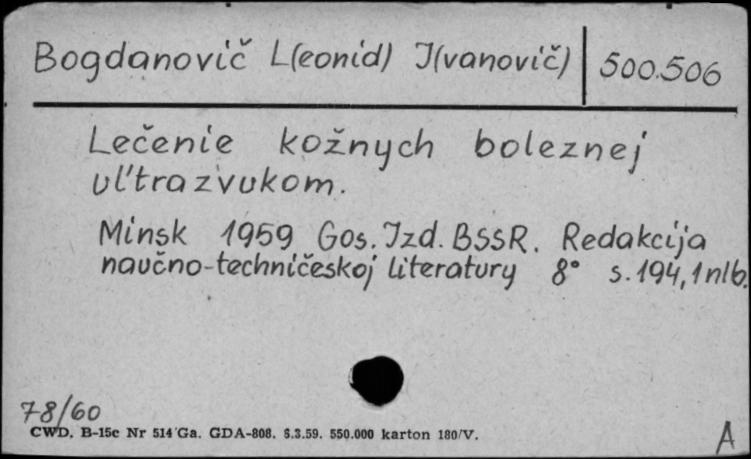 Bogdanovič L(eonid) I(vanovič) 500.506
Lečenie kožnych boleznej
ul'trazvukom.
Minsk 1959 Gos. Izd. BSSR. Redakcija
naučno-techničeskoj literatury 8° s. 194, 1 nlb.
78/60
CWD. B-15c Nr 514 Ga. GDA-808. 8.3.59. 550.000 karton 180/V.
A